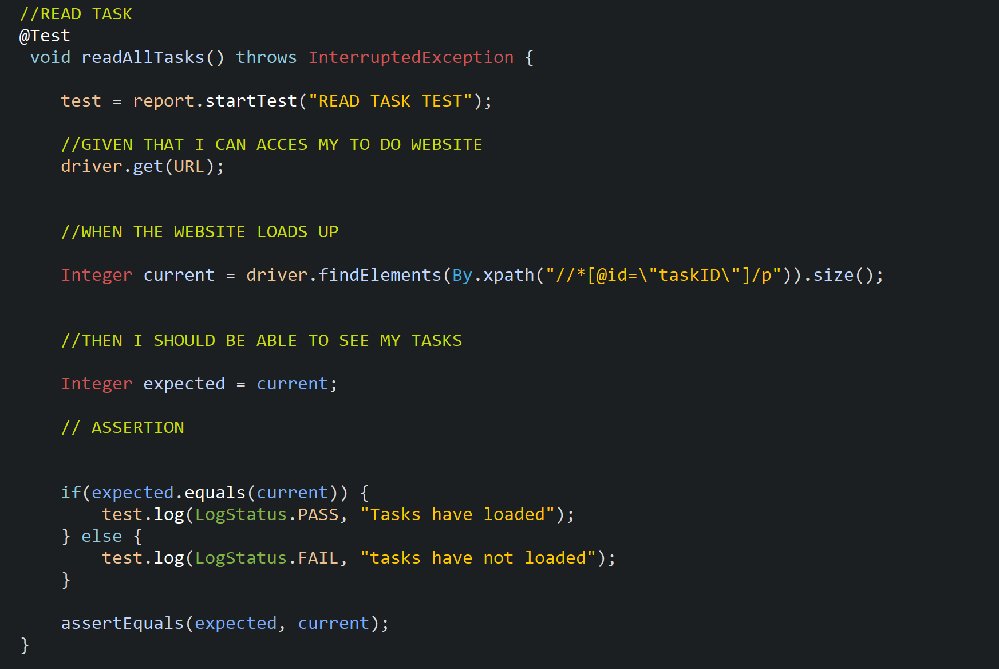 //READ TASK
@Test
void readAllTasks() throws InterruptedException {
test = report.startTest("READ TASK TEST");
//GIVEN THAT I CAN ACCES MY TO DO WEBSITE
driver.get(URL);
//WHEN THE WEBSITE LOADS UP
Integer current = driver.findElements(By.xpath("//*[@id=\"taskID\"]/p")).size();
//THEN I SHOULD BE ABLE TO SEE MY TASKS
Integer expected = current;
// ASSERTION
if(expected.equals(current)) {
test.log(LogStatus.PASS, "Tasks have loaded");
} else {
test.log(LogStatus.FAIL, "tasks have not loaded");
}
assertEquals(expected, current);
}